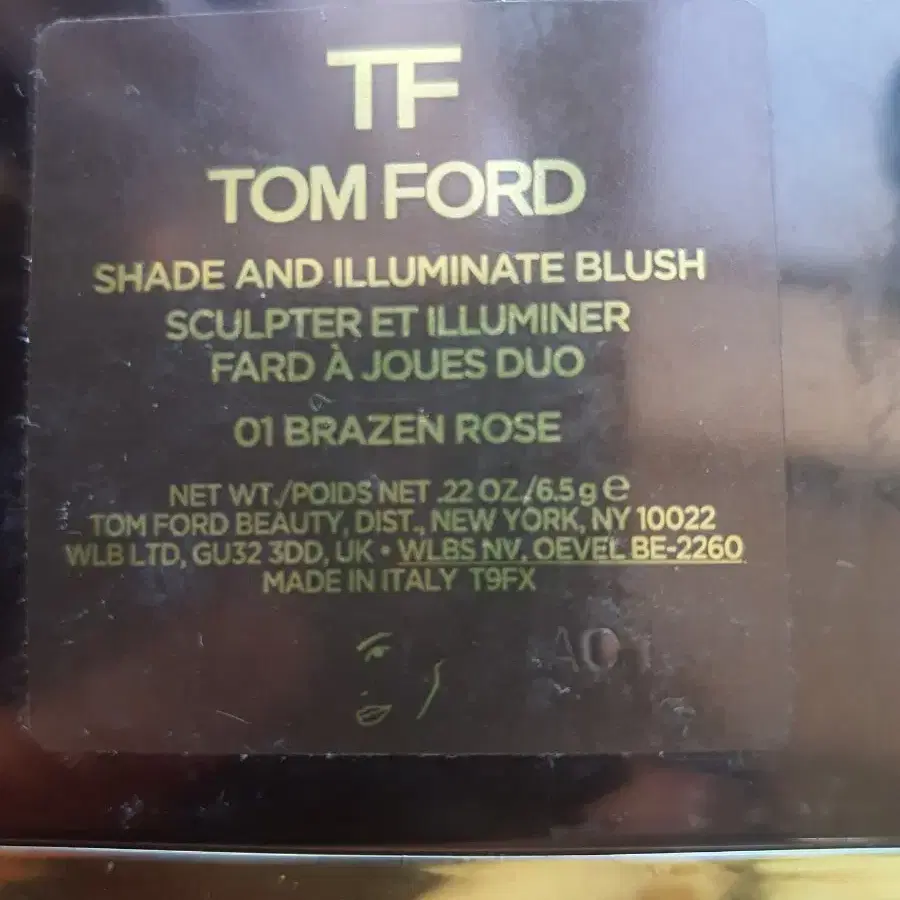 TF
TOM FORD
SHADE AND ILLUMINATE BLUSH
SCULPTER ET ILLUMINER
FARD À JOUES DUO
01 BRAZEN ROSE
NET WT./POIDS NET .22 OZ./6.5 g e
TOM FORD BEAUTY, DIST., NEW YORK, NY 10022
WLB LTD, GU32 3DD, UK • WLBS NV. OEVEL BE-2260
MADE IN ITALY T9FX